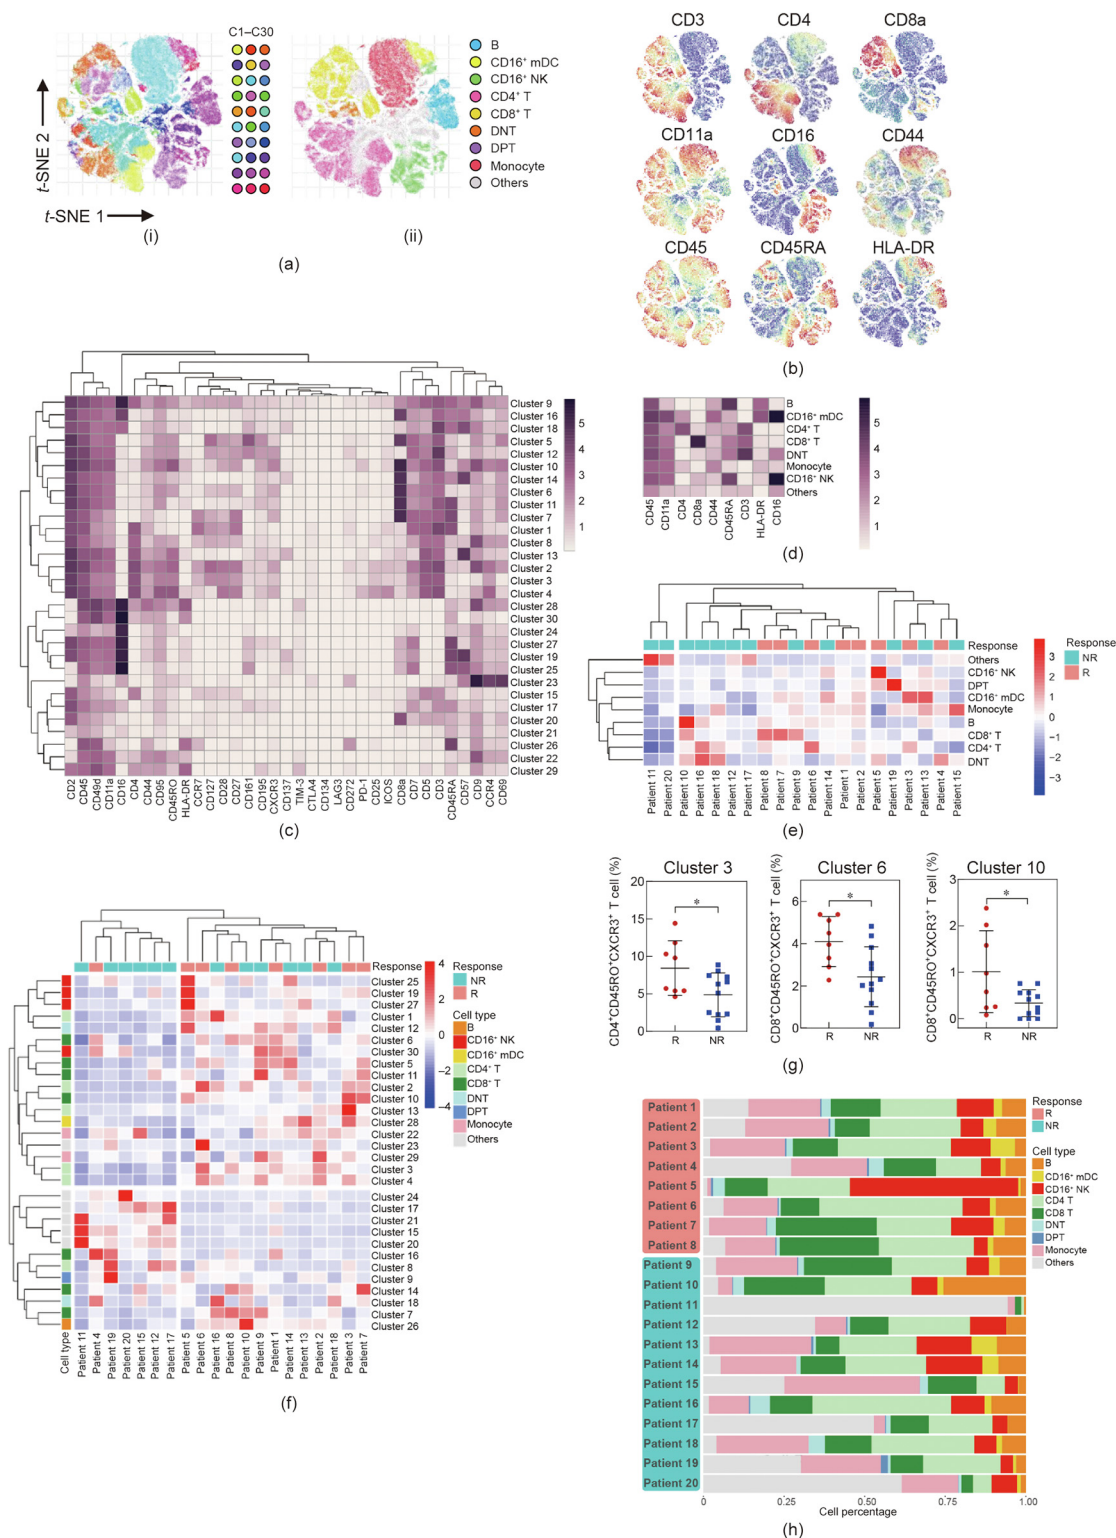 C1–C30
t-SNE 2
t-SNE 1
(i)
B
CD16⁺ mDC
CD16⁺ NK
CD4⁺ T
CD8⁺ T
DNT
DPT
Monocyte
Others
(ii)
(a)
CD3
CD4
CD8a
CD11a
CD16
CD44
CD45
CD45RA
HLA-DR
(b)
Cluster 9
Cluster 16
Cluster 18
Cluster 5
Cluster 12
Cluster 10
Cluster 14
Cluster 6
Cluster 11
Cluster 7
Cluster 1
Cluster 8
Cluster 13
Cluster 2
Cluster 3
Cluster 4
Cluster 28
Cluster 30
Cluster 24
Cluster 27
Cluster 19
Cluster 25
Cluster 23
Cluster 15
Cluster 17
Cluster 20
Cluster 21
Cluster 26
Cluster 22
Cluster 29
5
4
3
2
1
CD2
CD45
CD49d
CD11a
CD16
CD4
CD44
CD95
CD45RO
HLA-DR
CCR7
CD127
CD28
CD27
CD161
CD195
CXCR3
CD137
TIM-3
CTLA4
CD134
LAG3
CD272
PD-1
CD25
ICOS
CD8a
CD7
CD5
CD3
CD45RA
CD57
CD9
CCR4
CD69
(c)
B
CD16⁺ mDC
CD4⁺ T
CD8⁺ T
DNT
Monocyte
CD16⁺ NK
Others
5
4
3
2
1
CD45
CD11a
CD4
CD8a
CD44
CD45RA
CD3
HLA-DR
CD16
(d)
Response
Others
CD16⁺ NK
DPT
CD16⁺ mDC
Monocyte
B
CD8⁺ T
CD4⁺ T
DNT
3
2
1
0
−1
−2
−3
Response
NR
R
Patient 11
Patient 20
Patient 10
Patient 16
Patient 18
Patient 12
Patient 17
Patient 8
Patient 7
Patient 9
Patient 6
Patient 14
Patient 1
Patient 2
Patient 5
Patient 19
Patient 3
Patient 13
Patient 4
Patient 15
(e)
Response
Cluster 25
Cluster 19
Cluster 27
Cluster 1
Cluster 12
Cluster 6
Cluster 30
Cluster 5
Cluster 11
Cluster 2
Cluster 10
Cluster 13
Cluster 28
Cluster 22
Cluster 23
Cluster 29
Cluster 3
Cluster 4
Cluster 24
Cluster 17
Cluster 21
Cluster 15
Cluster 20
Cluster 16
Cluster 8
Cluster 9
Cluster 14
Cluster 18
Cluster 7
Cluster 26
4
2
0
−2
−4
Response
NR
R
Cell type
B
CD16⁺ NK
CD16⁺ mDC
CD4⁺ T
CD8⁺ T
DNT
DPT
Monocyte
Others
Cell type
Patient 11
Patient 4
Patient 19
Patient 20
Patient 15
Patient 12
Patient 17
Patient 5
Patient 6
Patient 16
Patient 8
Patient 10
Patient 9
Patient 1
Patient 14
Patient 13
Patient 2
Patient 18
Patient 3
Patient 7
(f)
Cluster 3
CD4⁺CD45RO⁺CXCR3⁺ T cell (%)
20
15
10
5
0
*
R
NR
Cluster 6
CD8⁺CD45RO⁺CXCR3⁺ T cell (%)
6
4
2
0
*
R
NR
Cluster 10
CD8⁺CD45RO⁺CXCR3⁺ T cell (%)
3
2
1
0
*
R
NR
(g)
Patient 1
Patient 2
Patient 3
Patient 4
Patient 5
Patient 6
Patient 7
Patient 8
Patient 9
Patient 10
Patient 11
Patient 12
Patient 13
Patient 14
Patient 15
Patient 16
Patient 17
Patient 18
Patient 19
Patient 20
Response
R
NR
Cell type
B
CD16⁺ mDC
CD16⁺ NK
CD4 T
CD8 T
DNT
DPT
Monocyte
Others
0
0.25
0.50
0.75
1.00
Cell percentage
(h)